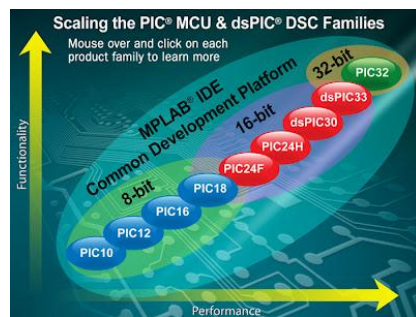 Scaling the PIC® MCU & dsPIC® DSC Families
Mouse over and click on each
product family to learn more
32-bit
PIC32
MPLAB® IDE
Common Development Platform
dsPIC33
16-bit
dsPIC30
PIC24H
PIC24F
8-bit
PIC18
PIC16
PIC12
PIC10
Functionality
Performance